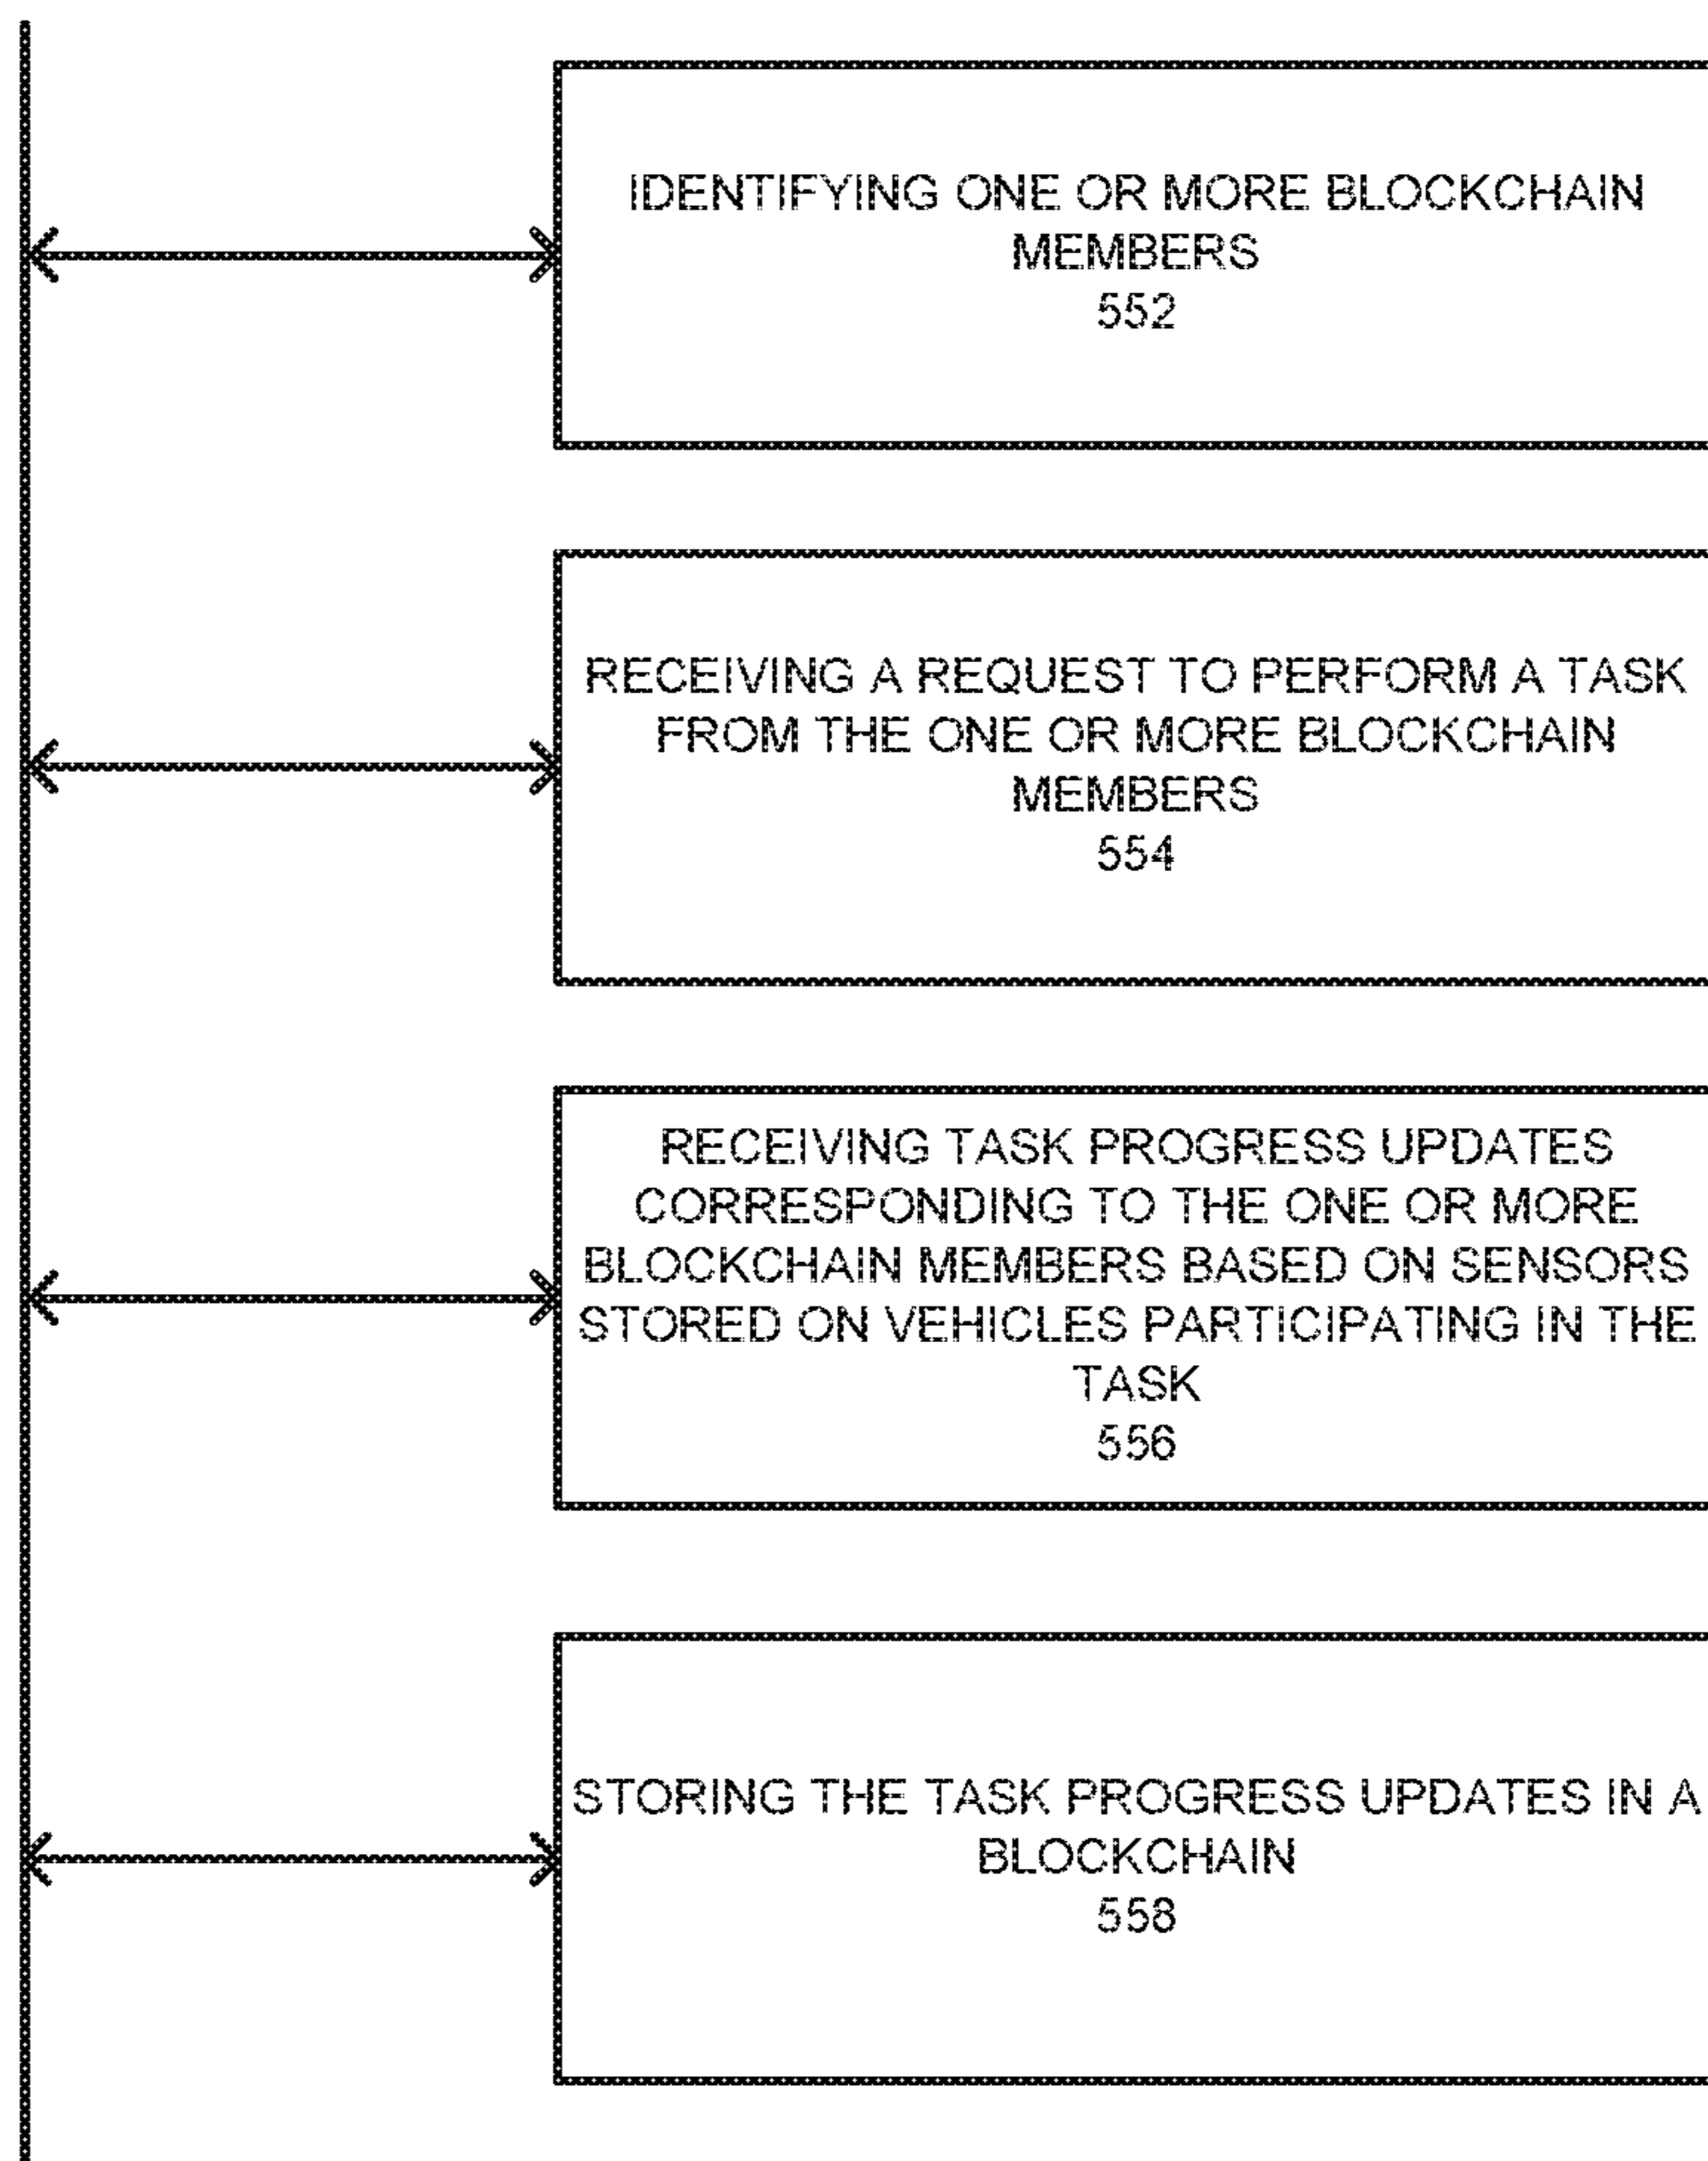 IDENTIFYING ONE OR MORE BLOCKCHAIN
MEMBERS
552
RECEIVING A REQUEST TO PERFORM A TASK
FROM THE ONE OR MORE BLOCKCHAIN
MEMBERS
554
RECEIVING TASK PROGRESS UPDATES
CORRESPONDING TO THE ONE OR MORE
BLOCKCHAIN MEMBERS BASED ON SENSORS
STORED ON VEHICLES PARTICIPATING IN THE
TASK
556
STORING THE TASK PROGRESS UPDATES IN A
BLOCKCHAIN
558